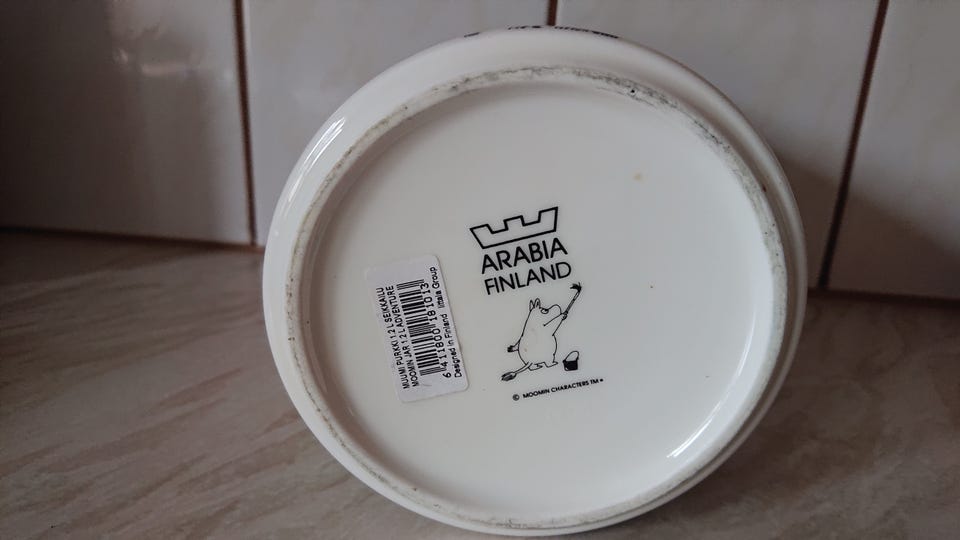 ARABIA
FINLAND
© MOOMIN CHARACTERS TM
MUUMI PURKKI 1.2 L SEIKKAILU
MOOMIN JAR 1.2 L ADVENTURE
6 411800 181013
Designed in Finland Iittala Group